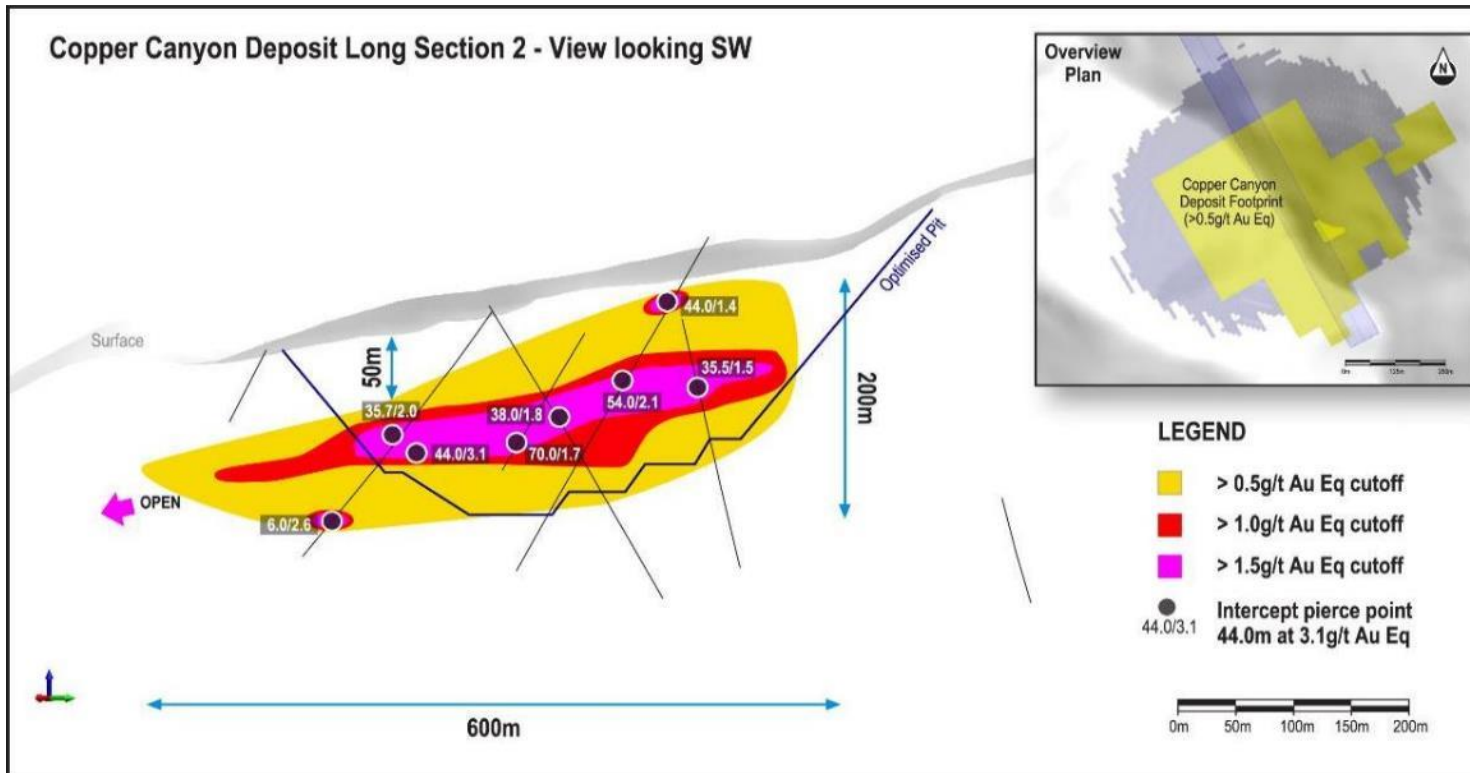 Copper Canyon Deposit Long Section 2 - View looking SW
Overview
Plan
N
Copper Canyon
Deposit Footprint
(>0.5g/t Au Eq)
0m 125m 250m
Surface
Optimised Pit
50m
200m
44.0/1.4
35.5/1.5
54.0/2.1
35.7/2.0
38.0/1.8
44.0/3.1
70.0/1.7
OPEN
6.0/2.6
600m
LEGEND
> 0.5g/t Au Eq cutoff
> 1.0g/t Au Eq cutoff
> 1.5g/t Au Eq cutoff
44.0/3.1
Intercept pierce point
44.0m at 3.1g/t Au Eq
0m 50m 100m 150m 200m